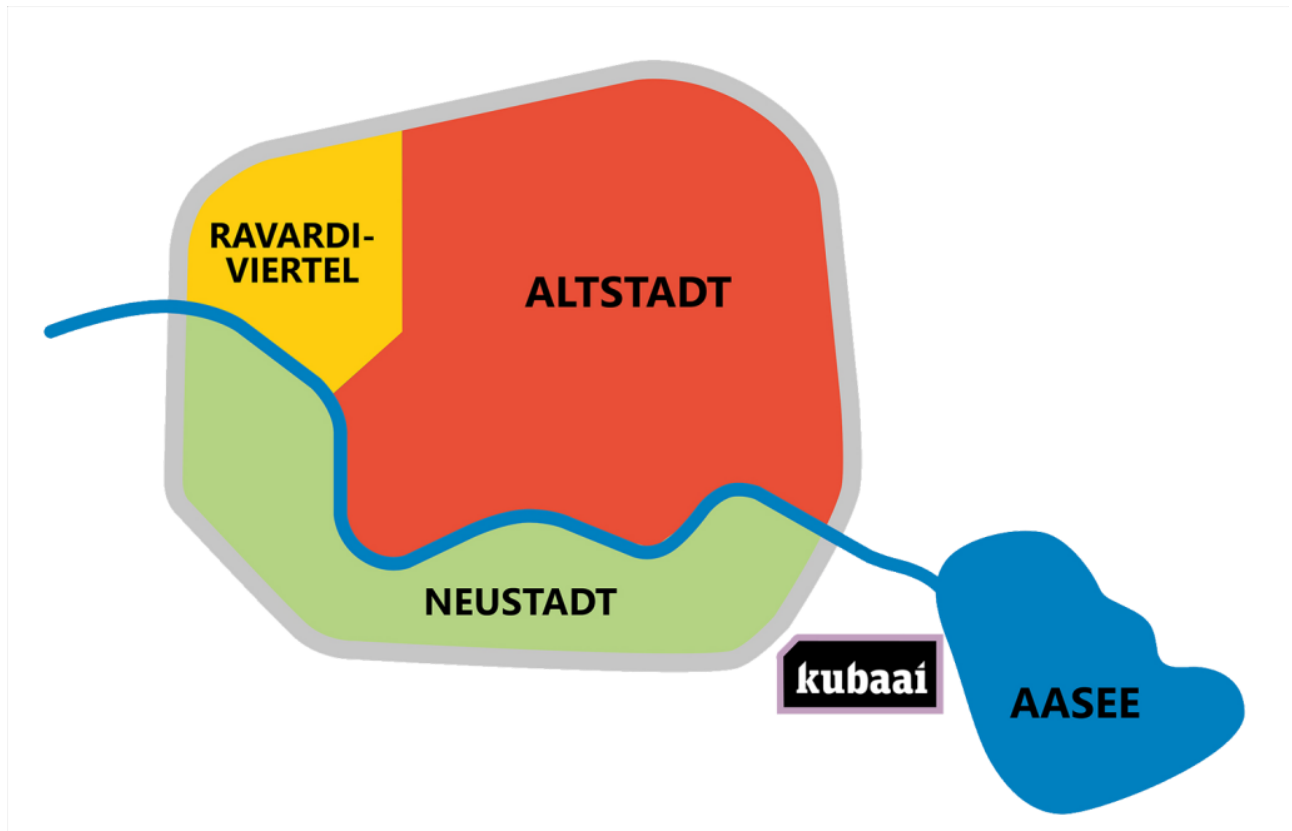 RAVARDI-
VIERTEL
ALTSTADT
NEUSTADT
kubaai
AASEE